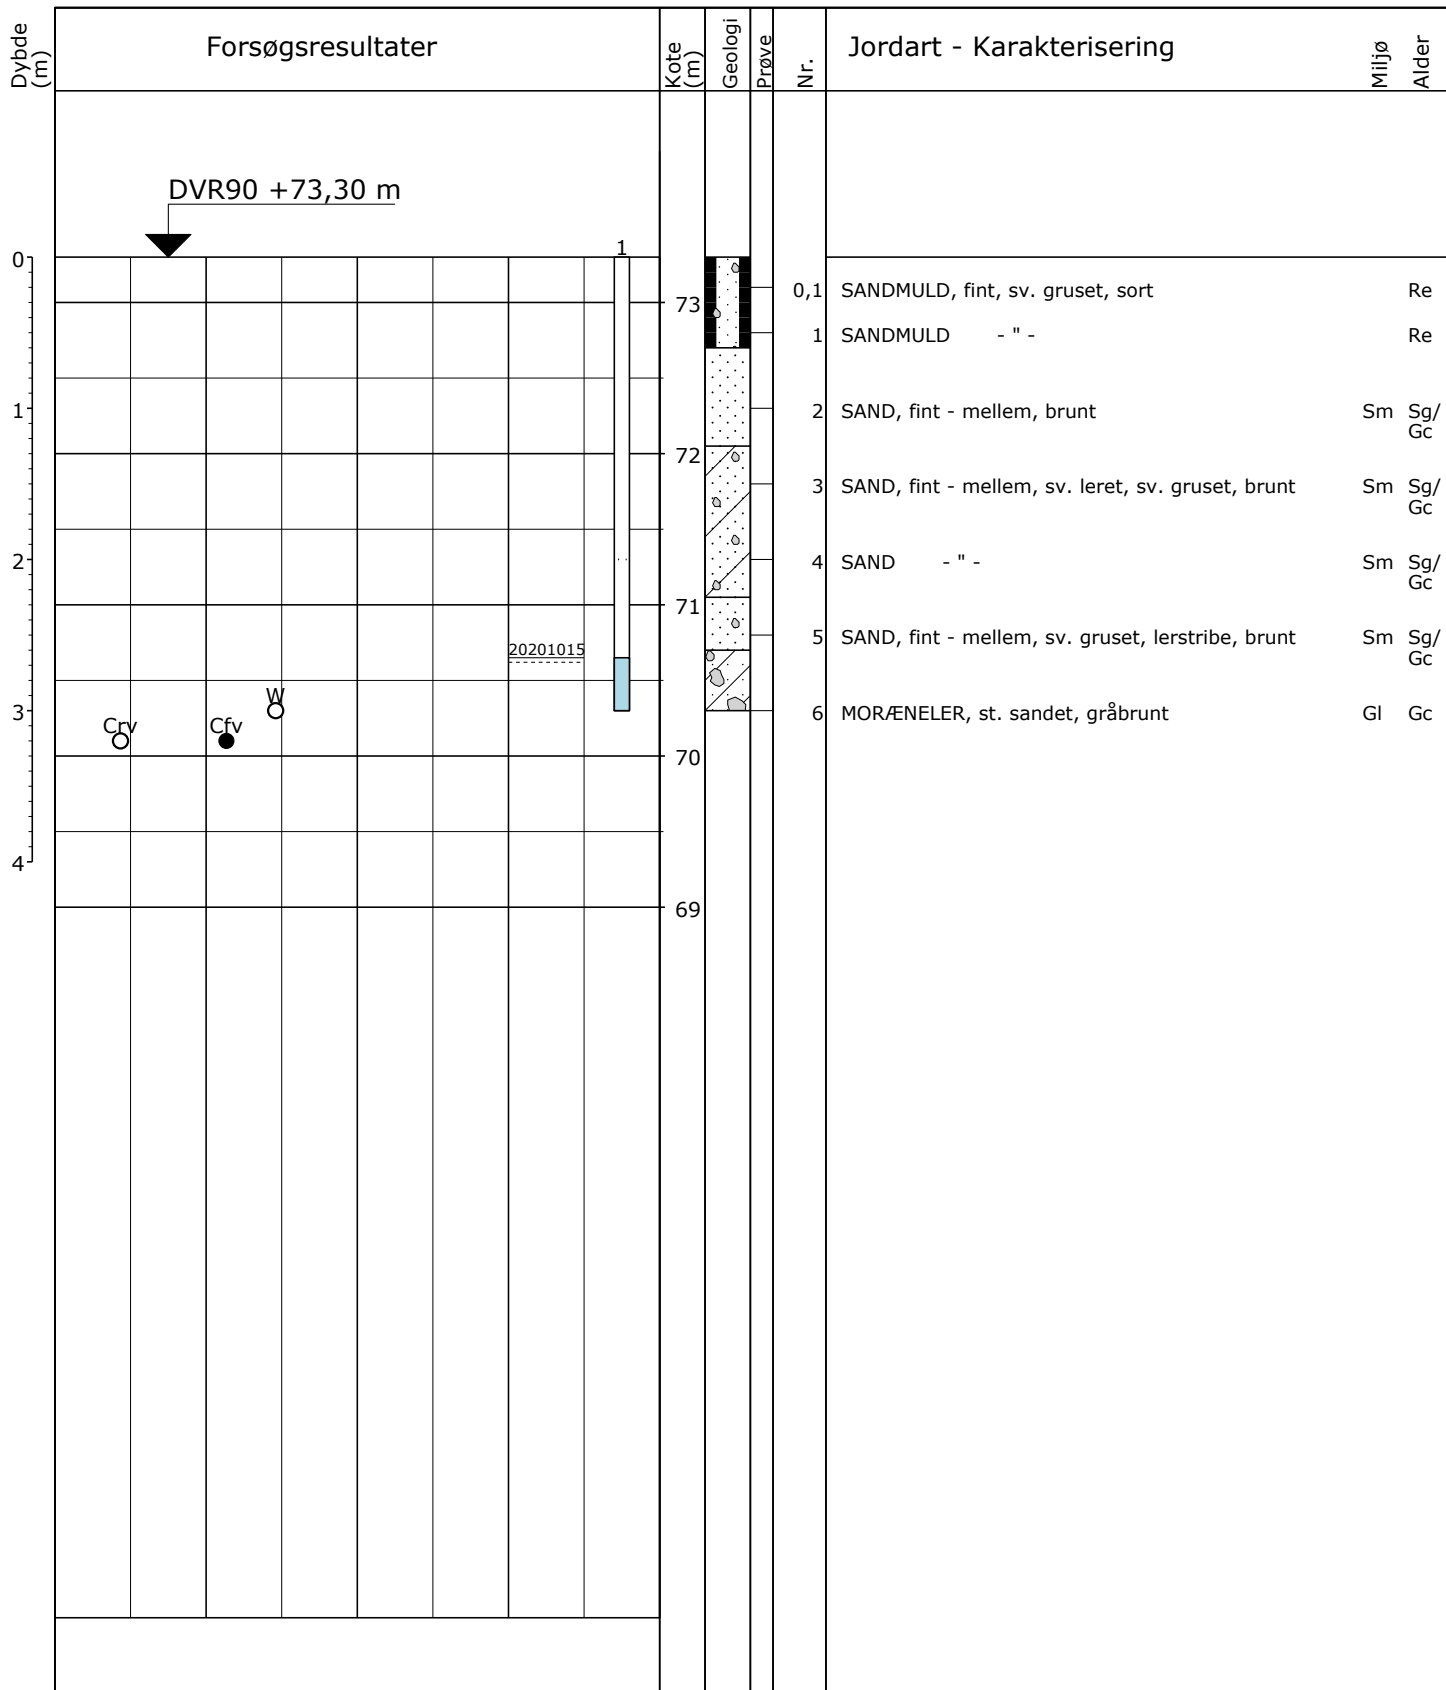 Dybde (m)
Forsøgsresultater
Kote (m)
Geologi
Prøve
Nr.
Jordart - Karakterisering
Miljø
Alder
DVR90 +73,30 m
0
1
73
0,1 SANDMULD, fint, sv. gruset, sort Re
1 SANDMULD - " - Re
1
2 SAND, fint - mellem, brunt Sm Sg/
Gc
72
3 SAND, fint - mellem, sv. leret, sv. gruset, brunt Sm Sg/
Gc
2
4 SAND - " - Sm Sg/
Gc
71
5 SAND, fint - mellem, sv. gruset, lerstribe, brunt Sm Sg/
Gc
20201015
W
3
6 MORÆNELER, st. sandet, gråbrunt Gl Gc
Crv
Cfv
70
4
69